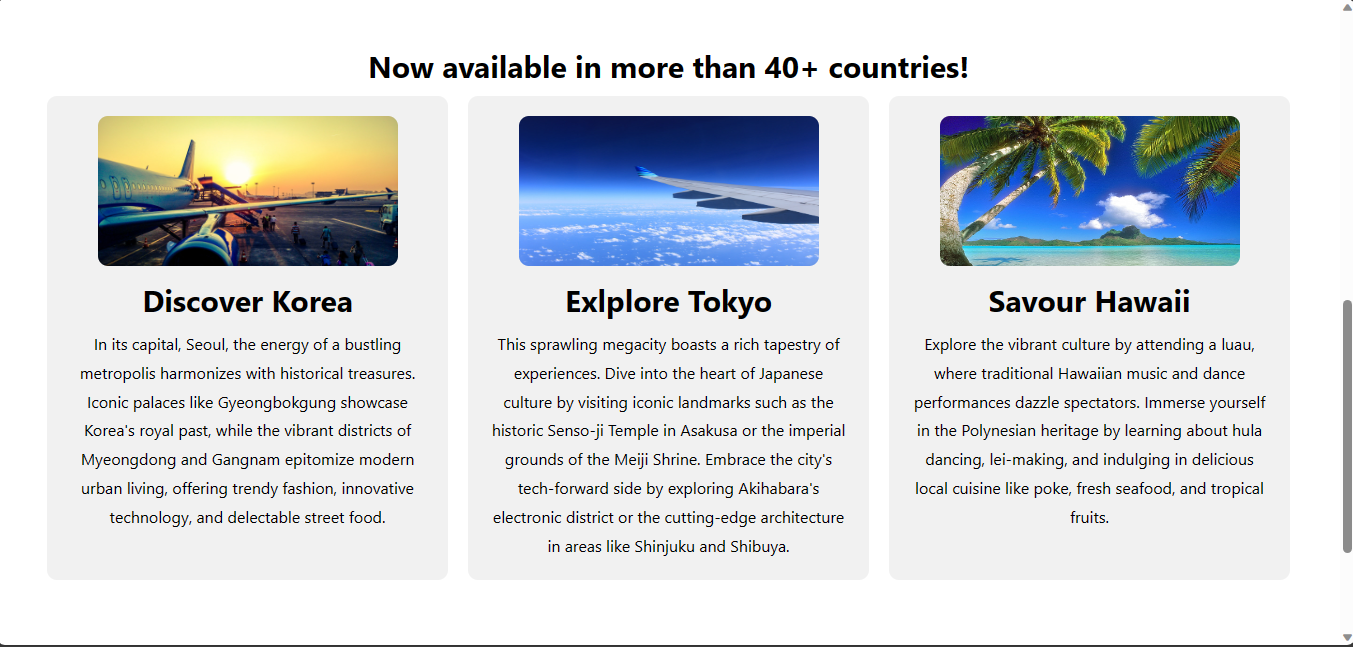 Now available in more than 40+ countries!
Discover Korea
In its capital, Seoul, the energy of a bustling
metropolis harmonizes with historical treasures.
Iconic palaces like Gyeongbokgung showcase
Korea's royal past, while the vibrant districts of
Myeongdong and Gangnam epitomize modern
urban living, offering trendy fashion, innovative
technology, and delectable street food.
Exlplore Tokyo
This sprawling megacity boasts a rich tapestry of
experiences. Dive into the heart of Japanese
culture by visiting iconic landmarks such as the
historic Senso-ji Temple in Asakusa or the imperial
grounds of the Meiji Shrine. Embrace the city's
tech-forward side by exploring Akihabara's
electronic district or the cutting-edge architecture
in areas like Shinjuku and Shibuya.
Savour Hawaii
Explore the vibrant culture by attending a luau,
where traditional Hawaiian music and dance
performances dazzle spectators. Immerse yourself
in the Polynesian heritage by learning about hula
dancing, lei-making, and indulging in delicious
local cuisine like poke, fresh seafood, and tropical
fruits.